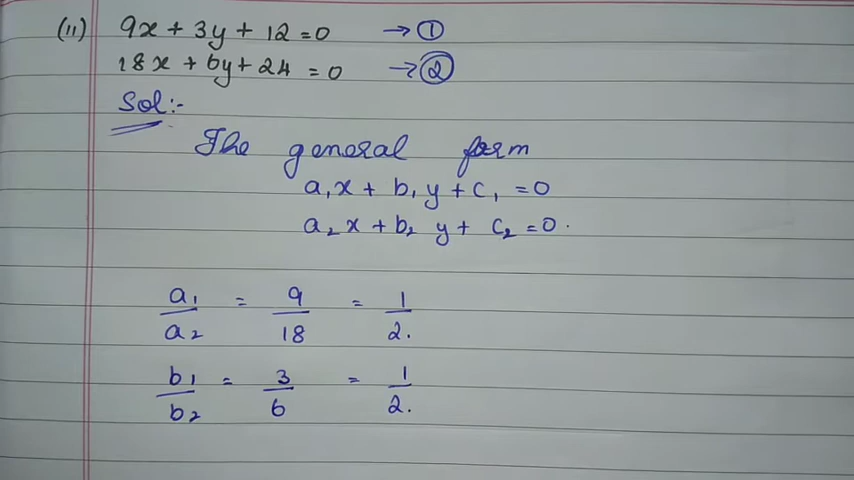 (11) 9x + 3y + 12 = 0 → ①
18x + 6y + 24 = 0 → ②
Sol:-
The general form
a₁x + b₁y + c₁ = 0
a₂x + b₂ y + c₂ = 0.
a₁/a₂ = 9/18 = 1/2.
b₁/b₂ = 3/6 = 1/2.